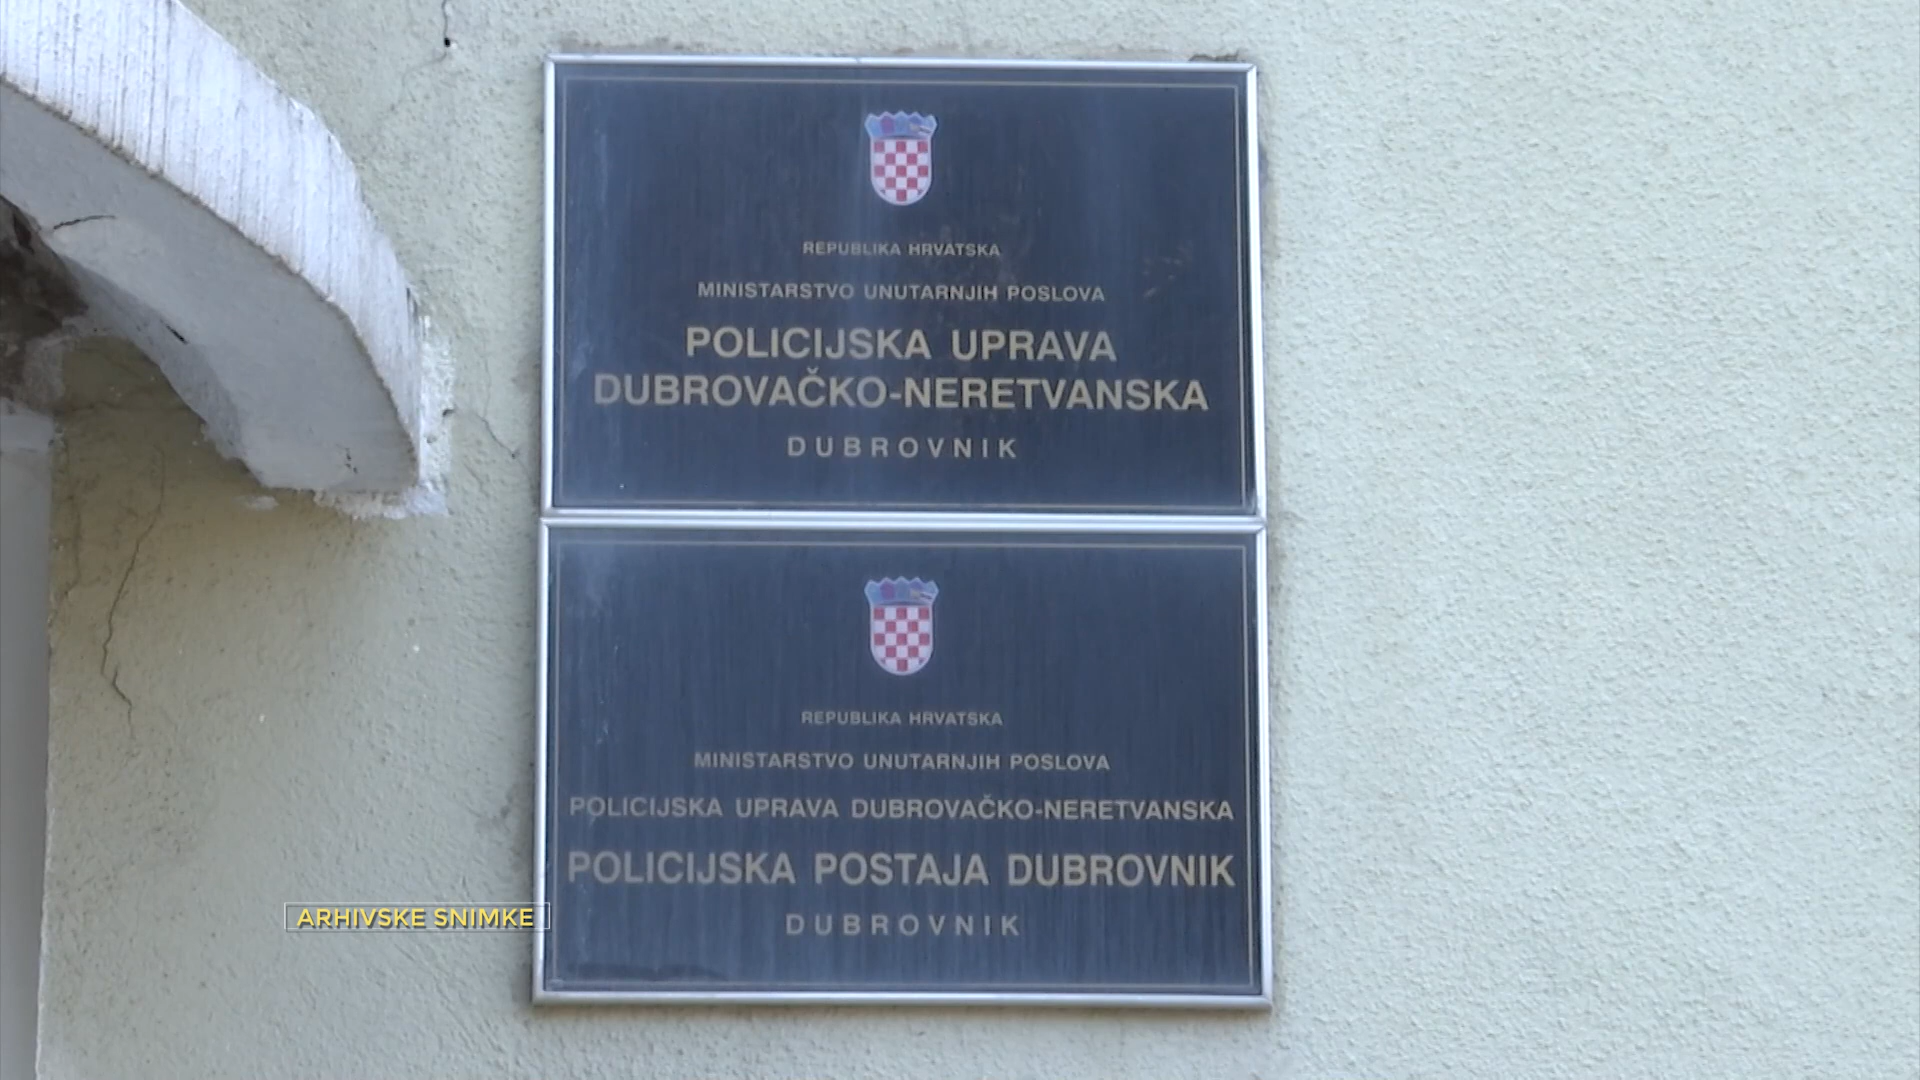 REPUBLIKA HRVATSKA
MINISTARSTVO UNUTARNJIH POSLOVA
POLICIJSKA UPRAVA
DUBROVAČKO-NERETVANSKA
DUBROVNIK
REPUBLIKA HRVATSKA
MINISTARSTVO UNUTARNJIH POSLOVA
POLICIJSKA UPRAVA DUBROVAČKO-NERETVANSKA
POLICIJSKA POSTAJA DUBROVNIK
DUBROVNIK
ARHIVSKE SNIMKE